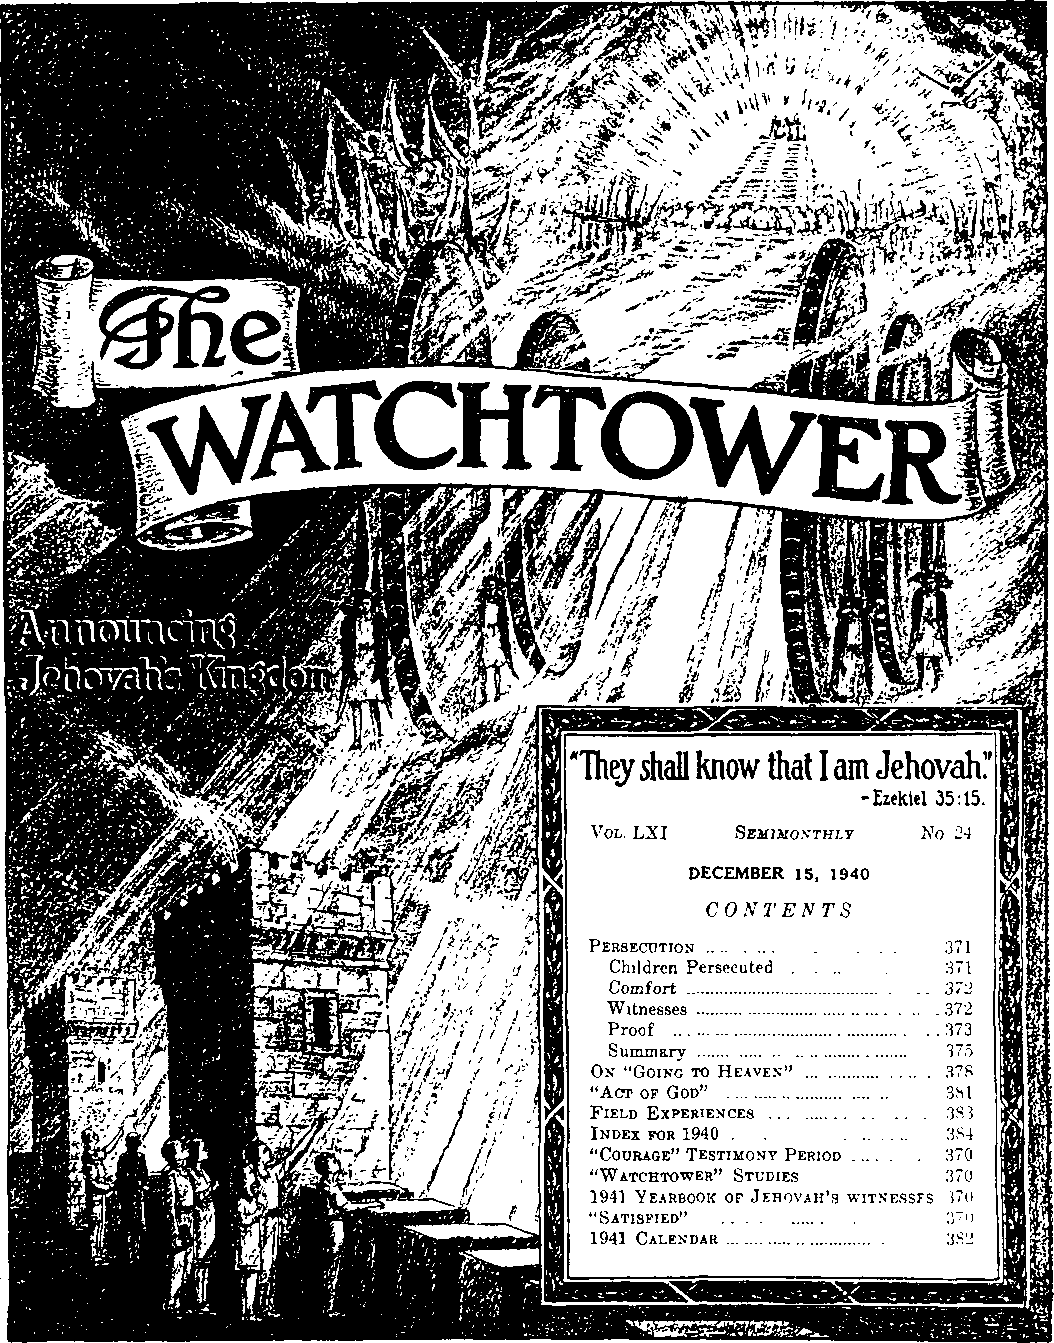 The
WATCHTOWER
Announcing
Jehovah's Kingdom
"They shall know that I am Jehovah."
-Ezekiel 35:15.
VOL. LXI SEMIMONTHLY No 24
DECEMBER 15, 1940
CONTENTS
PERSECUTION 371
Children Persecuted 371
Comfort 372
Witnesses 372
Proof 373
Summary 375
ON "GOING TO HEAVEN" 378
"ACT OF GOD" 381
FIELD EXPERIENCES 383
INDEX FOR 1940 384
"COURAGE" TESTIMONY PERIOD 370
"WATCHTOWER" STUDIES 370
1941 YEARBOOK OF JEHOVAH'S WITNESSES 370
"SATISFIED" 370
1941 CALENDAR 382